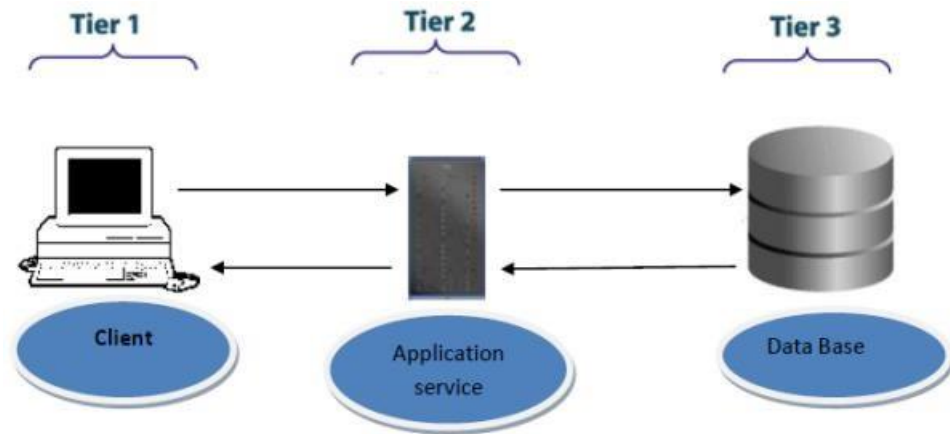 Tier 1
Tier 2
Tier 3
Client
Application
service
Data Base